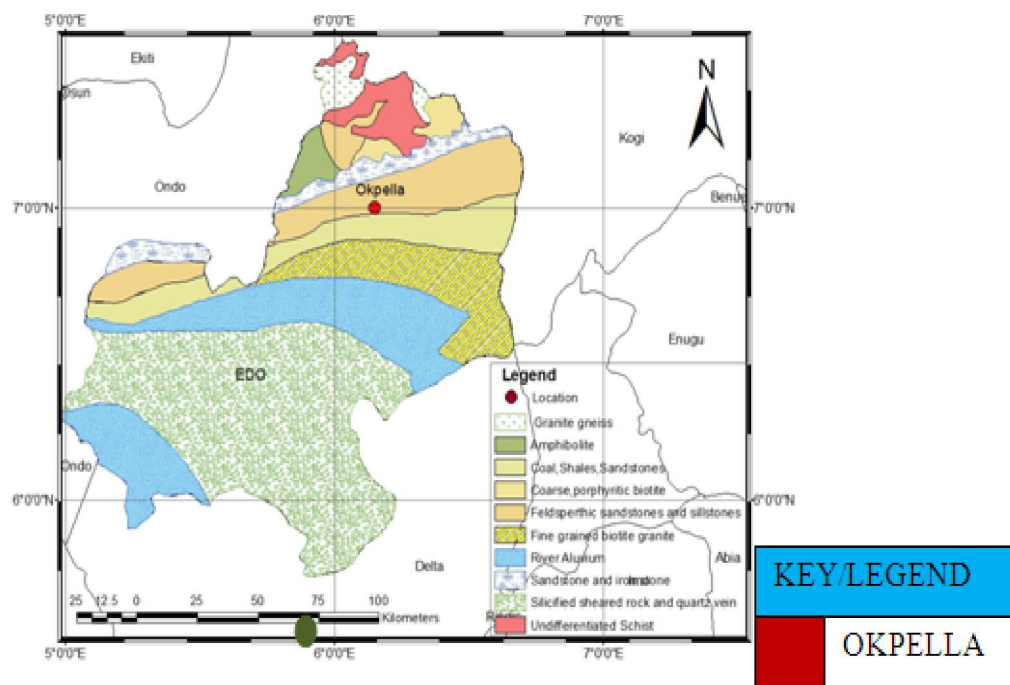 5°0'0"E 6°0'0"E 7°0'0"E
Ekiti
Osun
N
Kogi
Ondo
Okpella
Benue
7°0'0"N 7°0'0"N
Enugu
EDO
Legend
Location
Granite gneiss
Amphibolite
Coal,Shales,Sandstones
Ondo
Coarse,porphyritic biotite
6°0'0"N 6°0'0"N
Feldsperthic sandstones and siltstones
Fine grained biotite granite
River Alluvium
Abia
KEY/LEGEND
Delta
Sandstone and ironstone
Silicified sheared rock and quartz vein
25 12.5 0 25 50 75 100
Kilometers
Undifferentiated Schist
OKPELLA
5°0'0"E 6°0'0"E 7°0'0"E